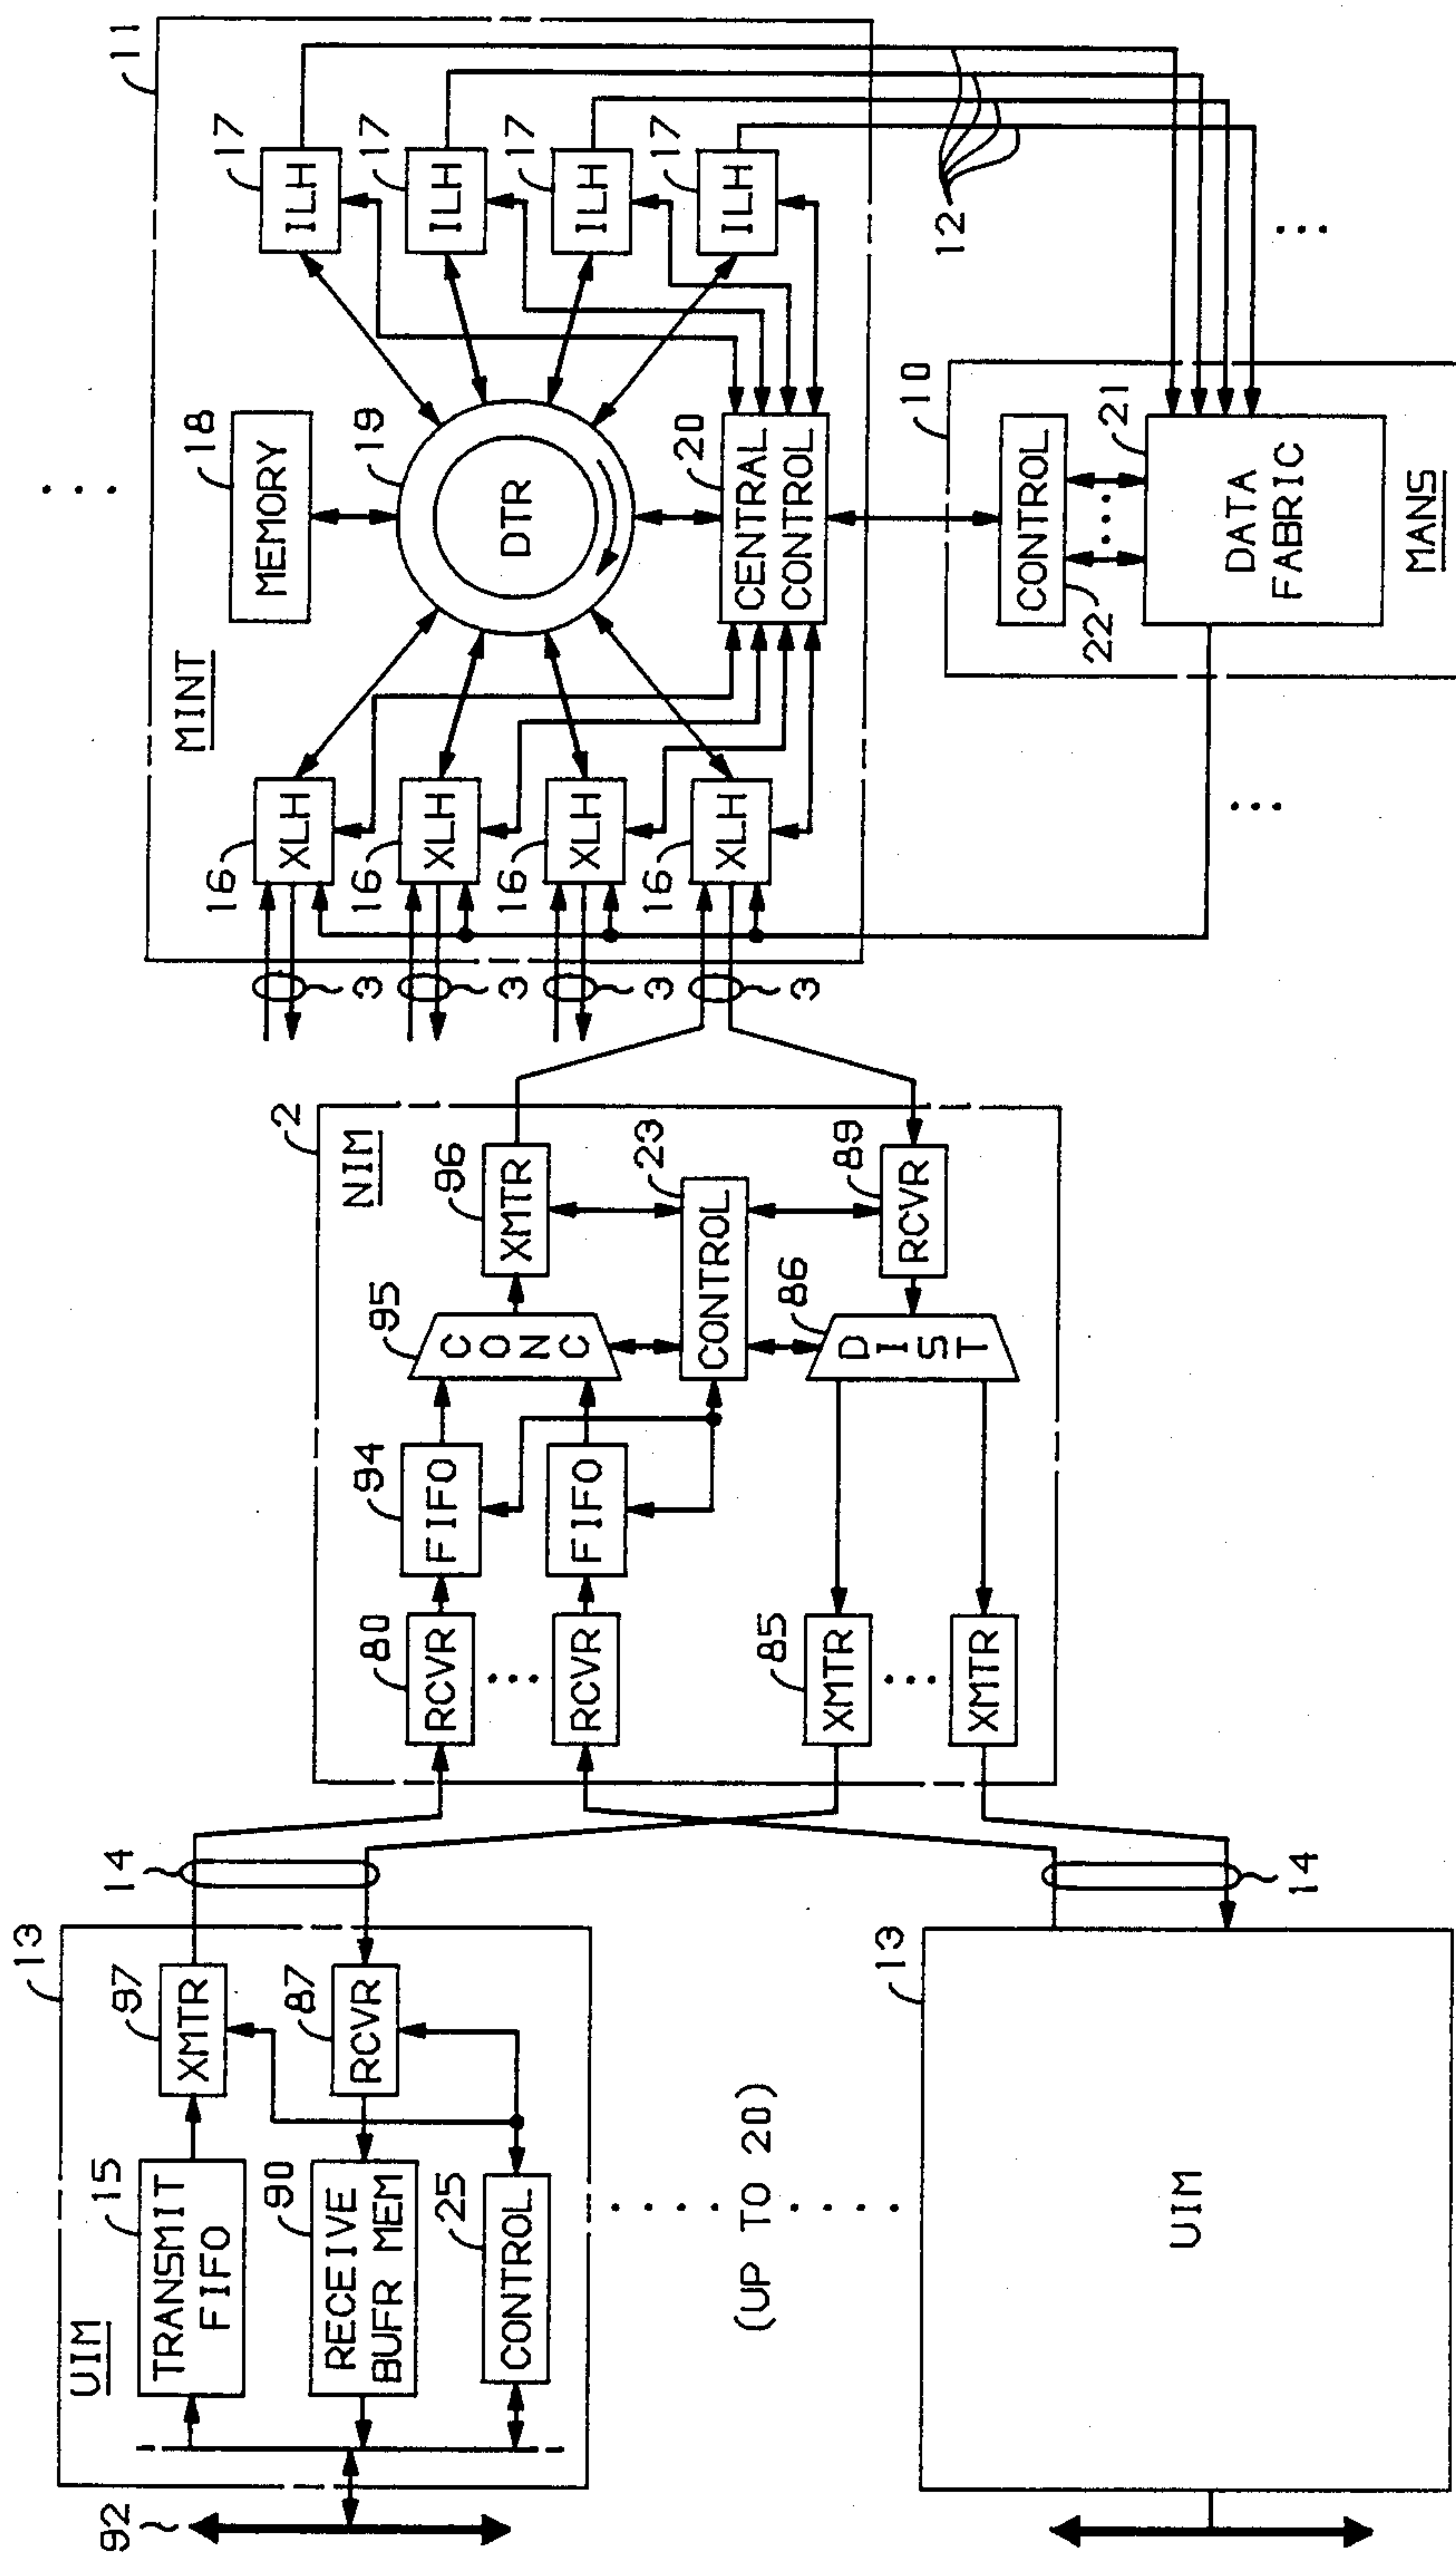 92
13
UIM
15
TRANSMIT
FIFO
97
XMTR
90
RECEIVE
BUFR MEM
87
RCVR
25
CONTROL
14
(UP TO 20)
13
UIM
14
2
NIM
80
RCVR
94
FIFO
95
CONC
96
XMTR
RCVR
FIFO
23
CONTROL
85
XMTR
86
DIST
89
RCVR
XMTR
3
3
3
3
11
MINT
16
XLH
16
XLH
16
XLH
16
XLH
18
MEMORY
19
DTR
20
CENTRAL
CONTROL
17
ILH
17
ILH
17
ILH
17
ILH
12
10
CONTROL
22
21
DATA
FABRIC
MANS